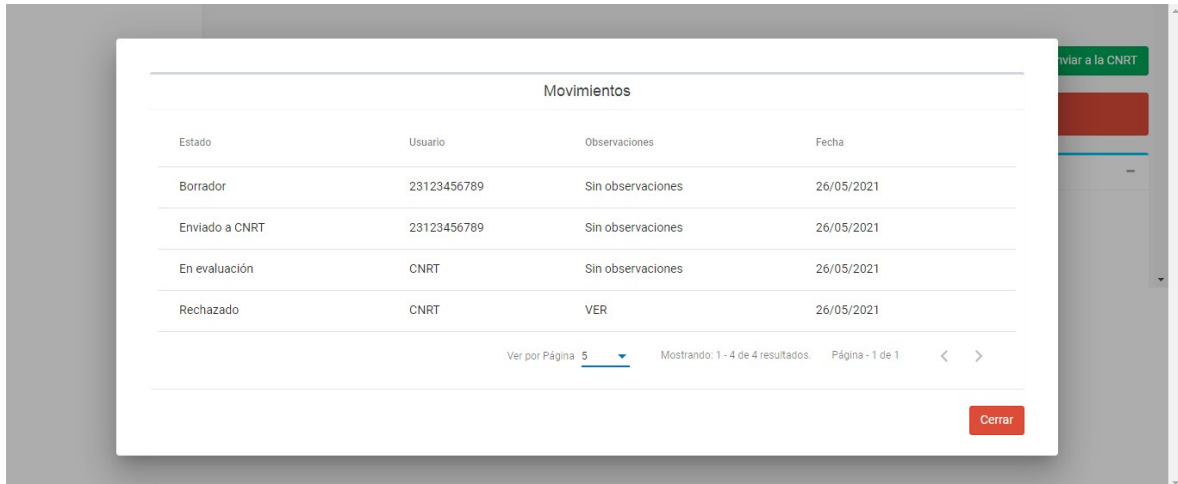 nviar a la CNRT
Movimientos
Estado Usuario Observaciones Fecha
Borrador 23123456789 Sin observaciones 26/05/2021
Enviado a CNRT 23123456789 Sin observaciones 26/05/2021
En evaluación CNRT Sin observaciones 26/05/2021
Rechazado CNRT VER 26/05/2021
Ver por Página 5 Mostrando: 1 - 4 de 4 resultados. Página - 1 de 1
Cerrar